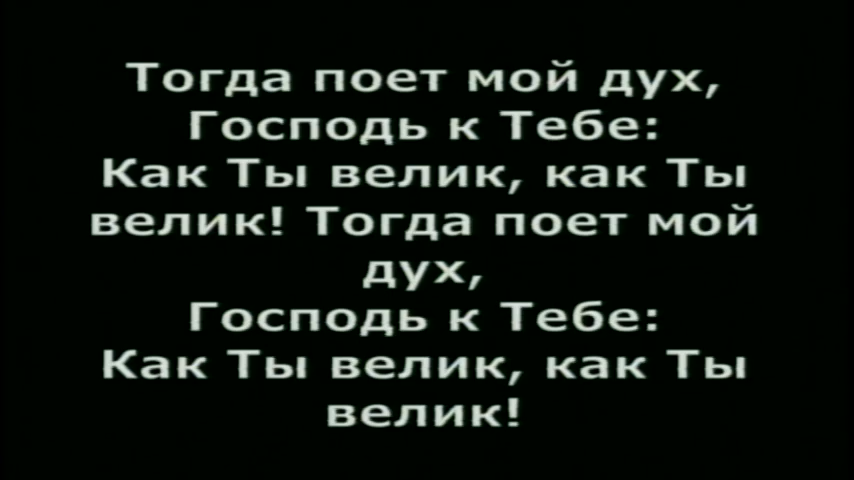 Тогда поет мой дух,
Господь к Тебе:
Как Ты велик, как Ты
велик! Тогда поет мой
дух,
Господь к Тебе:
Как Ты велик, как Ты
велик!